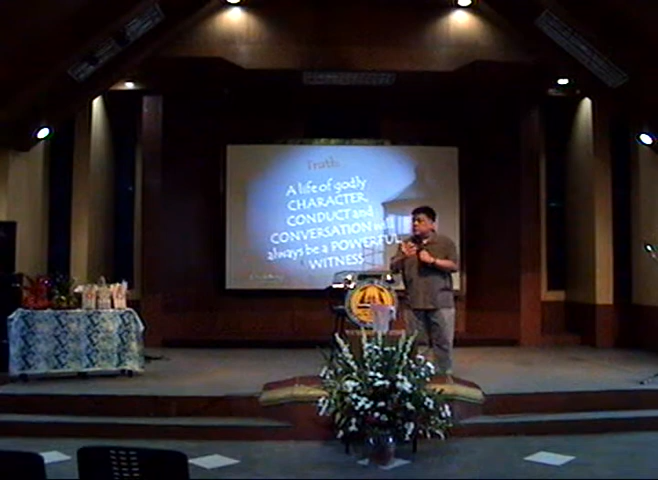 Truth:
A life of godly
CHARACTER,
CONDUCT and
CONVERSATION will
always be a POWERFUL
WITNESS